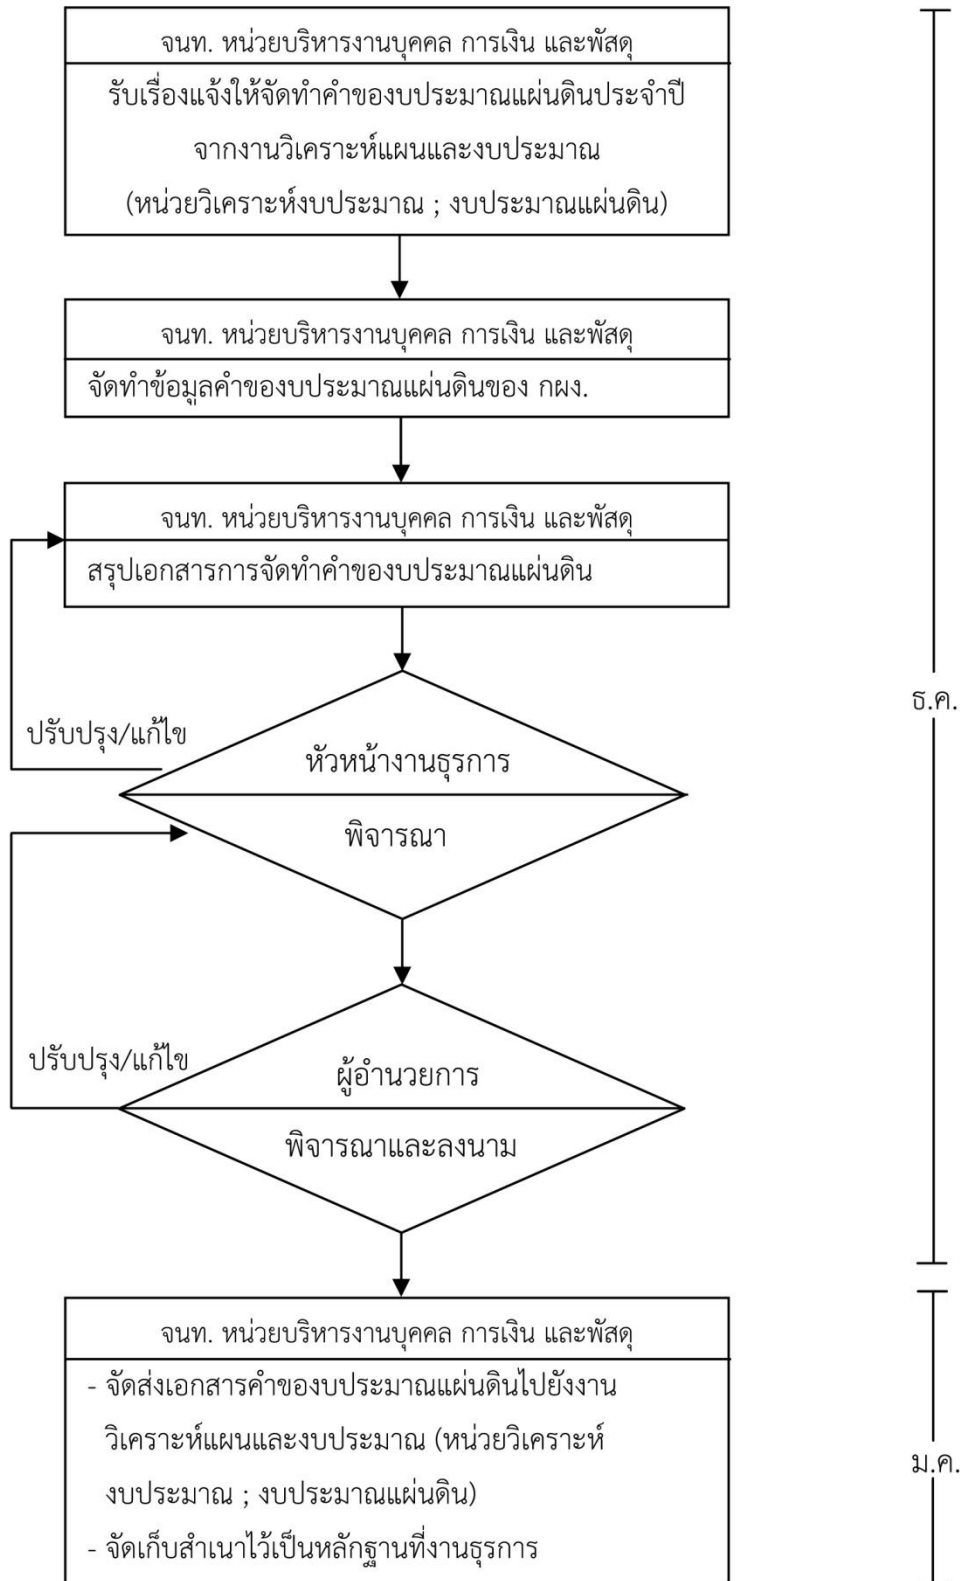 จนท. หน่วยบริหารงานบุคคล การเงิน และพัสดุ
รับเรื่องแจ้งให้จัดทำคำของบประมาณแผ่นดินประจำปี
จากงานวิเคราะห์แผนและงบประมาณ
(หน่วยวิเคราะห์งบประมาณ ; งบประมาณแผ่นดิน)
จนท. หน่วยบริหารงานบุคคล การเงิน และพัสดุ
จัดทำข้อมูลคำของบประมาณแผ่นดินของ กผง.
จนท. หน่วยบริหารงานบุคคล การเงิน และพัสดุ
สรุปเอกสารการจัดทำคำของบประมาณแผ่นดิน
ธ.ค.
ปรับปรุง/แก้ไข
หัวหน้างานธุรการ
พิจารณา
ปรับปรุง/แก้ไข
ผู้อำนวยการ
พิจารณาและลงนาม
จนท. หน่วยบริหารงานบุคคล การเงิน และพัสดุ
- จัดส่งเอกสารคำของบประมาณแผ่นดินไปยังงาน
วิเคราะห์แผนและงบประมาณ (หน่วยวิเคราะห์
งบประมาณ ; งบประมาณแผ่นดิน)
- จัดเก็บสำเนาไว้เป็นหลักฐานที่งานธุรการ
ม.ค.